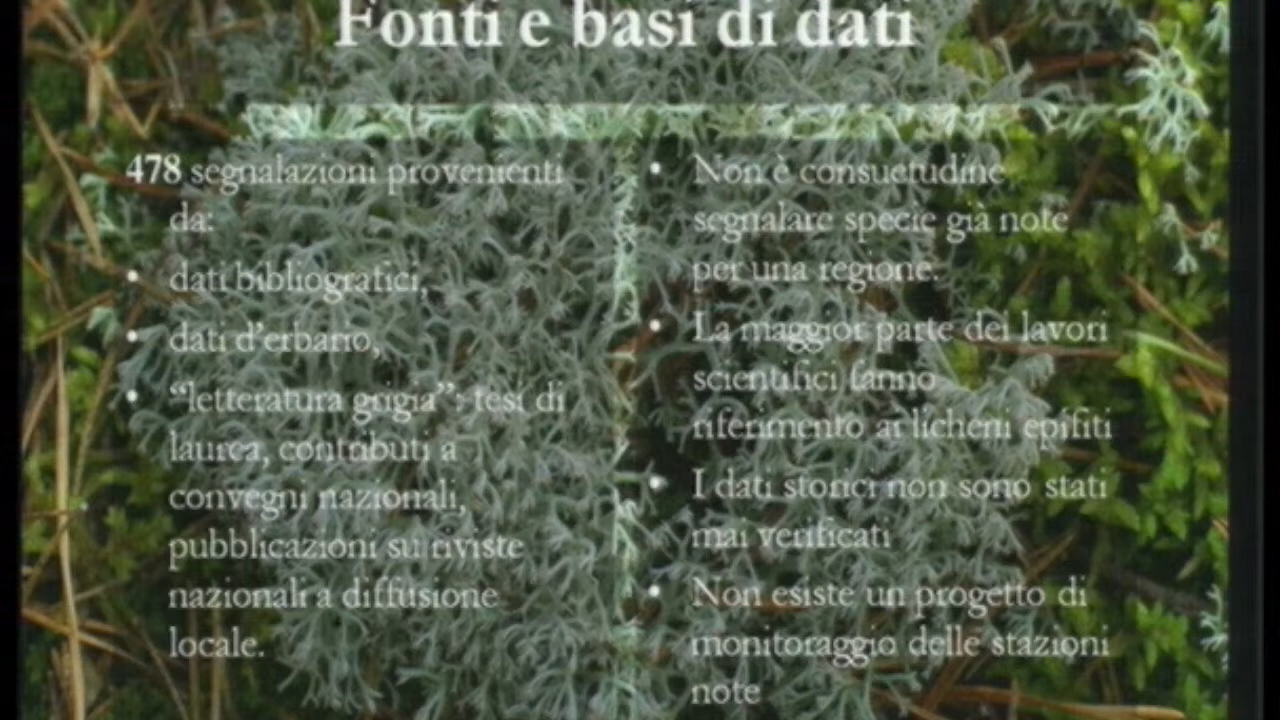 Fonti e basi di dati
478 segnalazioni provenienti
da:
• dati bibliografici,
• dati d'erbario,
• “letteratura grigia”: tesi di
laurea, contributi a
convegni nazionali,
pubblicazioni su riviste
nazionali a diffusione
locale.
• Non è consuetudine
segnalare specie già note
per una regione.
• La maggior parte dei lavori
scientifici fanno
riferimento ai licheni epifiti
• I dati storici non sono stati
mai verificati
• Non esiste un progetto di
monitoraggio delle stazioni
note